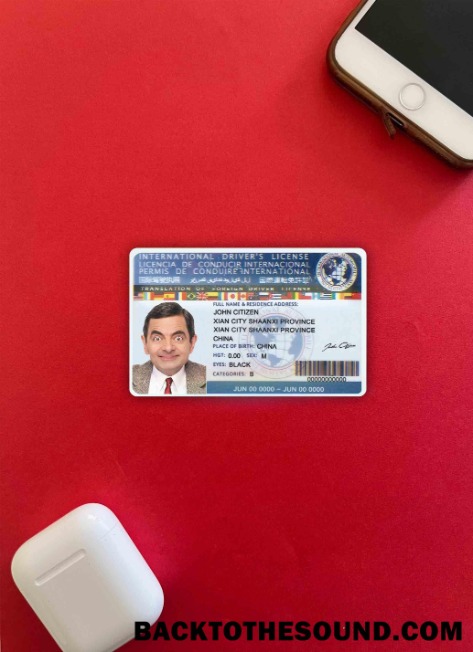 INTERNATIONAL DRIVER'S LICENSE
LICENCIA DE CONDUCIR INTERNACIONAL
PERMIS DE CONDUIRE INTERNATIONAL
TRANSLATION OF FOREIGN DRIVER LICENSE
FULL NAME & RESIDENCE ADDRESS:
JOHN CITIZEN
XIAN CITY SHAANXI PROVINCE
XIAN CITY SHAANXI PROVINCE
CHINA
PLACE OF BIRTH: CHINA
HGT: 0.00 SEX: M
EYES: BLACK
CATEGORIES: B
00000000000
JUN 00 0000 – JUN 00 0000
BACKTOTHESOUND.COM